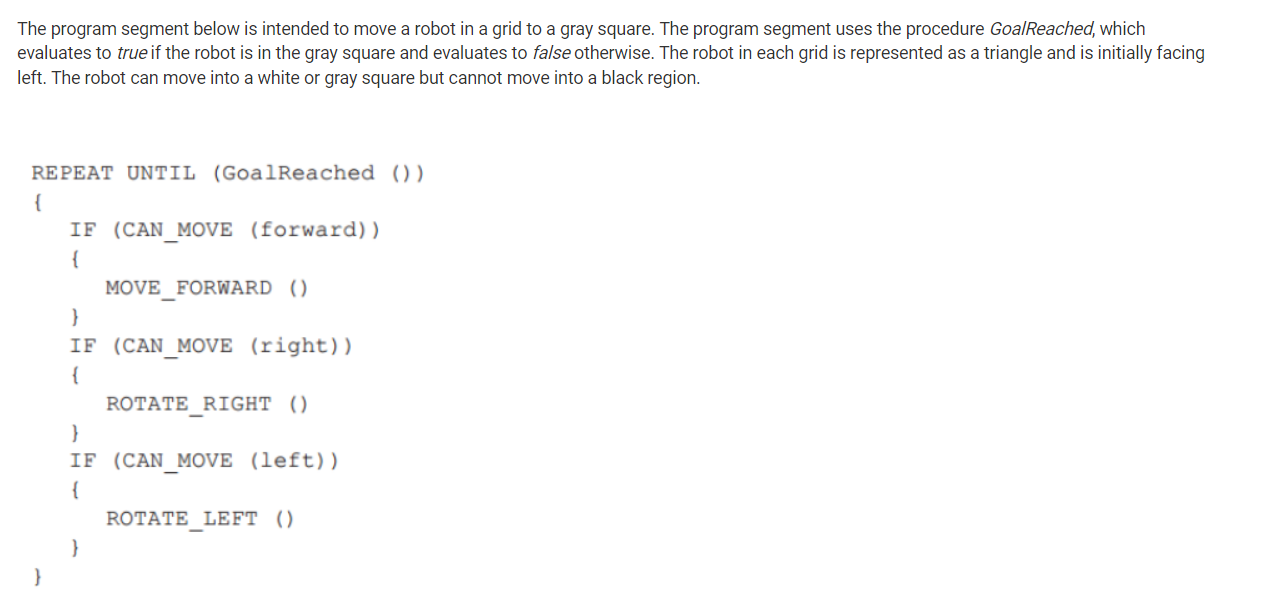 The program segment below is intended to move a robot in a grid to a gray square. The program segment uses the procedure GoalReached, which
evaluates to true if the robot is in the gray square and evaluates to false otherwise. The robot in each grid is represented as a triangle and is initially facing
left. The robot can move into a white or gray square but cannot move into a black region.
REPEAT UNTIL (GoalReached ())
{
IF (CAN_MOVE (forward))
{
MOVE_FORWARD ()
}
IF (CAN_MOVE (right))
{
ROTATE_RIGHT ()
}
IF (CAN_MOVE (left))
{
ROTATE_LEFT ()
}
}